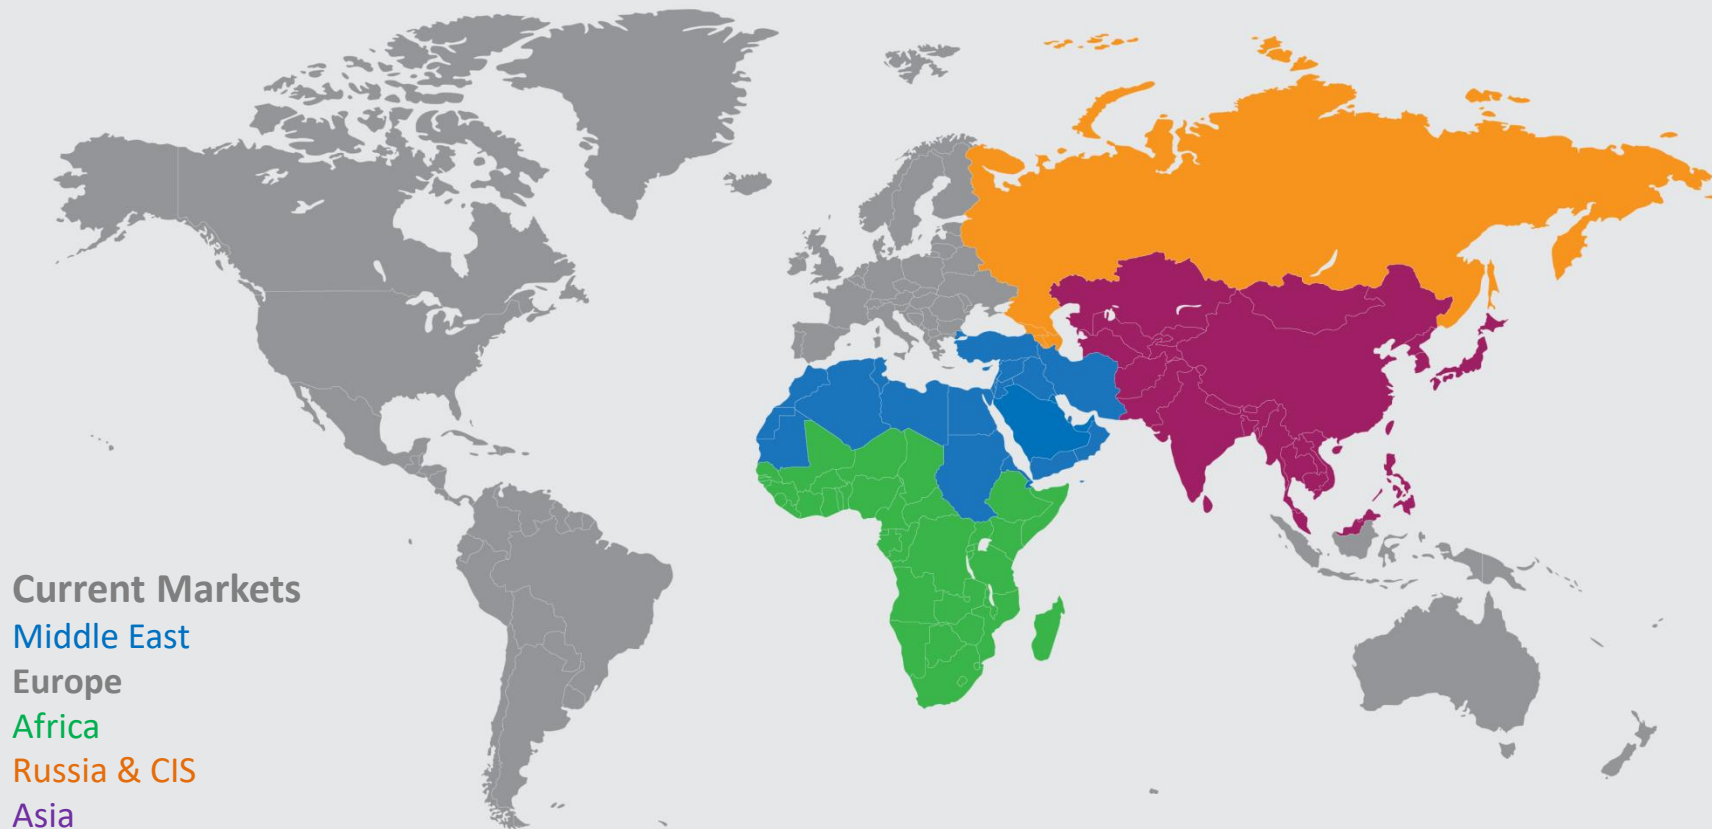 Current Markets
Middle East
Europe
Africa
Russia & CIS
Asia